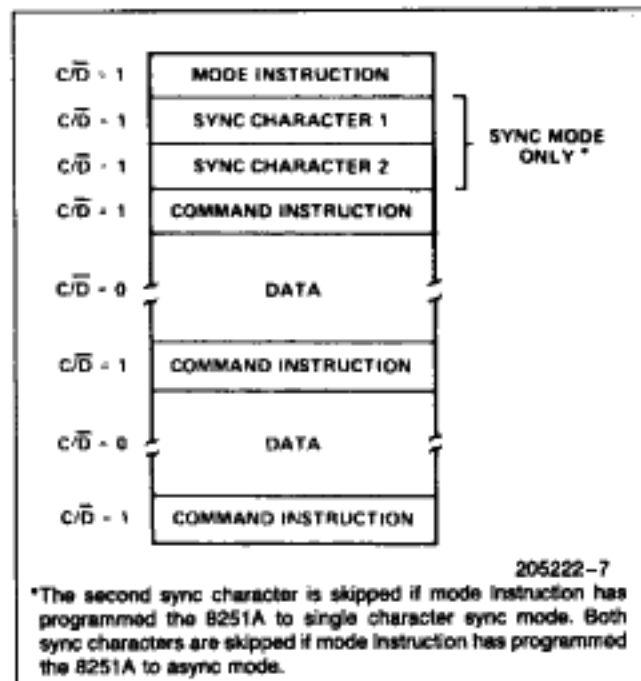 C/D̅ = 1 MODE INSTRUCTION
C/D̅ = 1 SYNC CHARACTER 1
C/D̅ = 1 SYNC CHARACTER 2
SYNC MODE
ONLY*
C/D̅ = 1 COMMAND INSTRUCTION
C/D̅ = 0 DATA
C/D̅ = 1 COMMAND INSTRUCTION
C/D̅ = 0 DATA
C/D̅ = 1 COMMAND INSTRUCTION
205222-7
*The second sync character is skipped if mode instruction has
programmed the 8251A to single character sync mode. Both
sync characters are skipped if mode instruction has programmed
the 8251A to async mode.